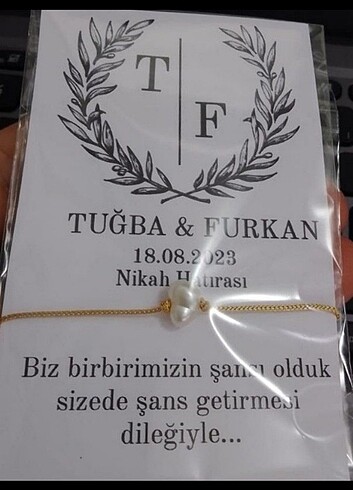 T F
TUĞBA & FURKAN
18.08.2023
Nikah Hatırası
Biz birbirimizin şansı olduk
sizede şans getirmesi
dileğiyle...